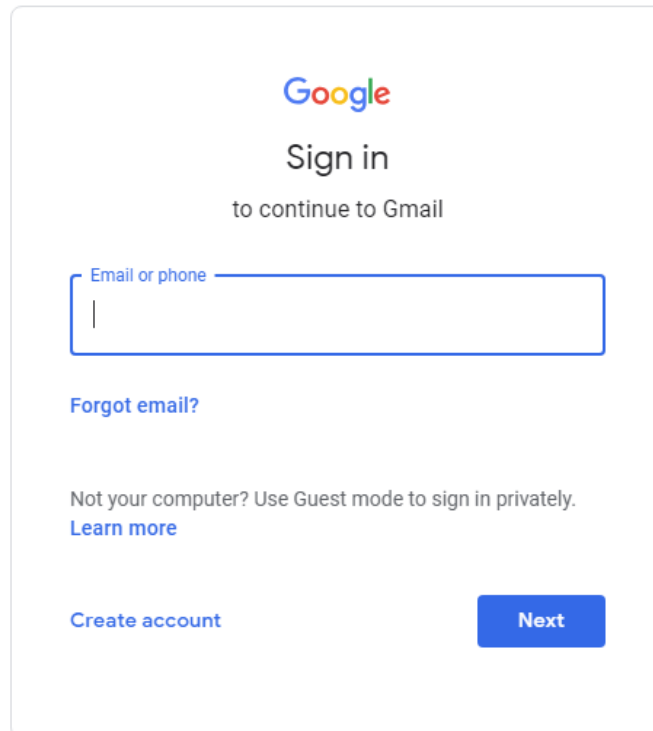 Google
Sign in
to continue to Gmail
Email or phone
Forgot email?
Not your computer? Use Guest mode to sign in privately.
Learn more
Create account
Next